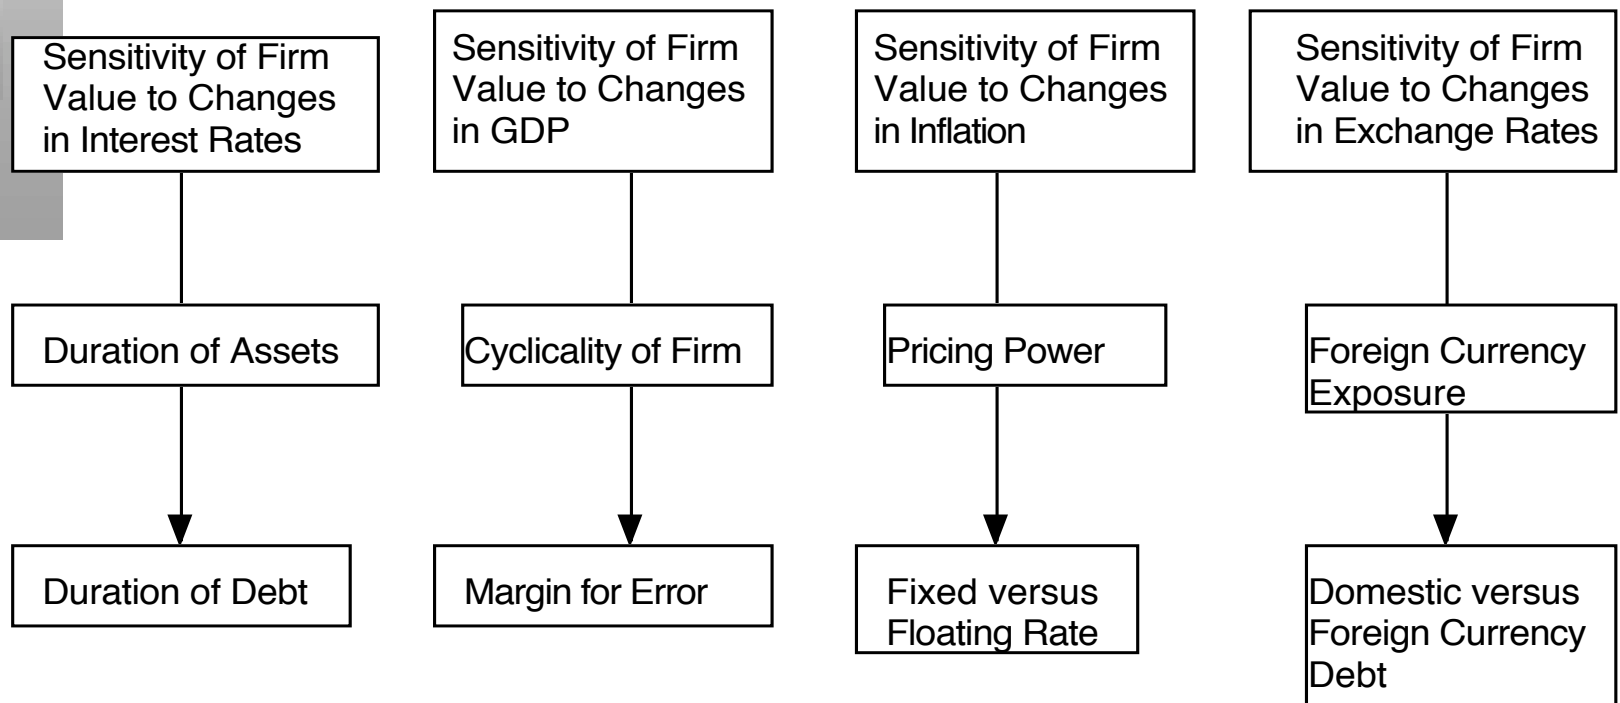 Sensitivity of Firm
Value to Changes
in Interest Rates
Sensitivity of Firm
Value to Changes
in GDP
Sensitivity of Firm
Value to Changes
in Inflation
Sensitivity of Firm
Value to Changes
in Exchange Rates
Duration of Assets
Cyclicality of Firm
Pricing Power
Foreign Currency
Exposure
Duration of Debt
Margin for Error
Fixed versus
Floating Rate
Domestic versus
Foreign Currency
Debt